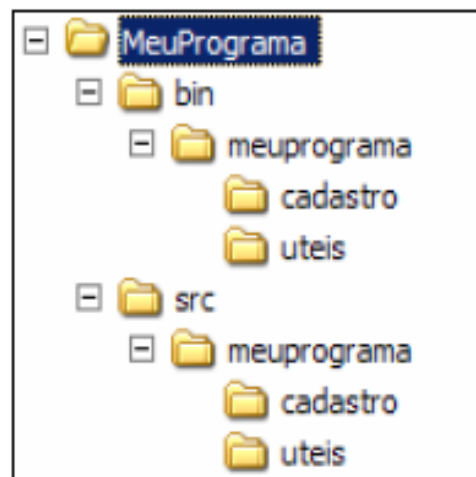 MeuPrograma
bin
meuprograma
cadastro
uteis
src
meuprograma
cadastro
uteis